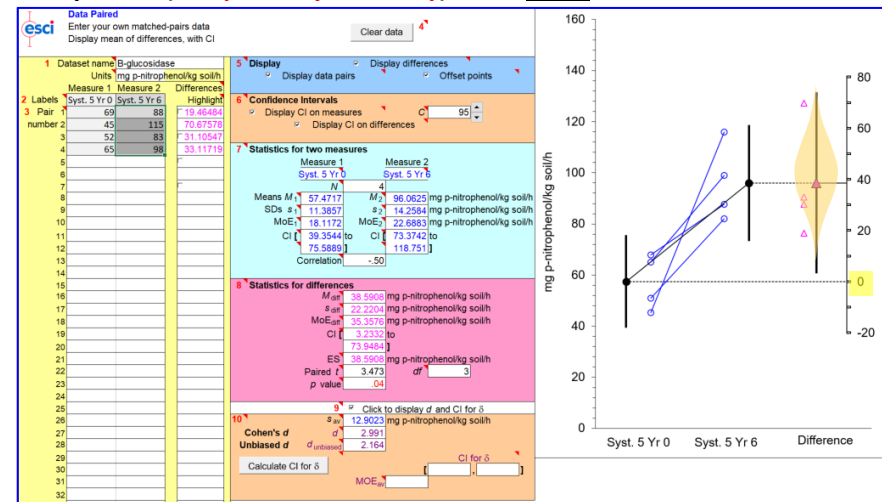 Data Paired
esci
Enter your own matched-pairs data
Display mean of differences, with CI
Clear data
4
1 Dataset name B-glucosidase
Units mg p-nitrophenol/kg soil/h
Measure 1 Measure 2 Differences
2 Labels Syst. 5 Yr 0 Syst. 5 Yr 6 Highlight
3 Pair 1 69 88 19.46484
number 2 45 115 70.67578
3 52 83 31.10547
4 65 98 33.11719
5
6
7
8
9
10
11
12
13
14
15
16
17
18
19
20
21
22
23
24
25
26
27
28
29
30
31
32
5 Display
Display differences
Display data pairs
Offset points
6 Confidence Intervals
Display CI on measures C 95
Display CI on differences
7 Statistics for two measures
Measure 1 Measure 2
Syst. 5 Yr 0 Syst. 5 Yr 6
N 4
Means M1 57.4717 M2 96.0625 mg p-nitrophenol/kg soil/h
SDs s1 11.3857 s2 14.2584 mg p-nitrophenol/kg soil/h
MoE1 18.1172 MoE2 22.6883 mg p-nitrophenol/kg soil/h
CI [ 39.3544 to CI [ 73.3742 to
75.5889 ] 118.751 ]
Correlation -.50
8 Statistics for differences
Mdiff 38.5908 mg p-nitrophenol/kg soil/h
sdiff 22.2204 mg p-nitrophenol/kg soil/h
MoEdiff 35.3576 mg p-nitrophenol/kg soil/h
CI [ 3.2332 to
73.9484 ]
ES 38.5908 mg p-nitrophenol/kg soil/h
Paired t 3.473 df 3
p value .04
9 Click to display d and CI for δ
10 sav 12.9023 mg p-nitrophenol/kg soil/h
Cohen's d d 2.991
Unbiased d dunbiased 2.164
CI for δ
Calculate CI for δ [ , ]
MOEav
mg p-nitrophenol/kg soil/h
160
140
120
100
80
60
40
20
0
80
60
40
20
0
-20
Syst. 5 Yr 0 Syst. 5 Yr 6 Difference